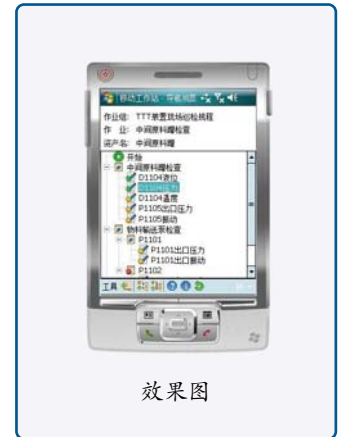 移动工作站 - 导航地图
作业组: TTT装置现场巡检规程
作 业: 中间原料罐检查
资产名: 中间原料罐
开始
中间原料罐检查
D1104液位
D1104压力
D1104温度
P1105出口压力
P1105振动
物料输送泵检查
P1101
P1101出口压力
P1101出口振动
P1102
工具
效果图